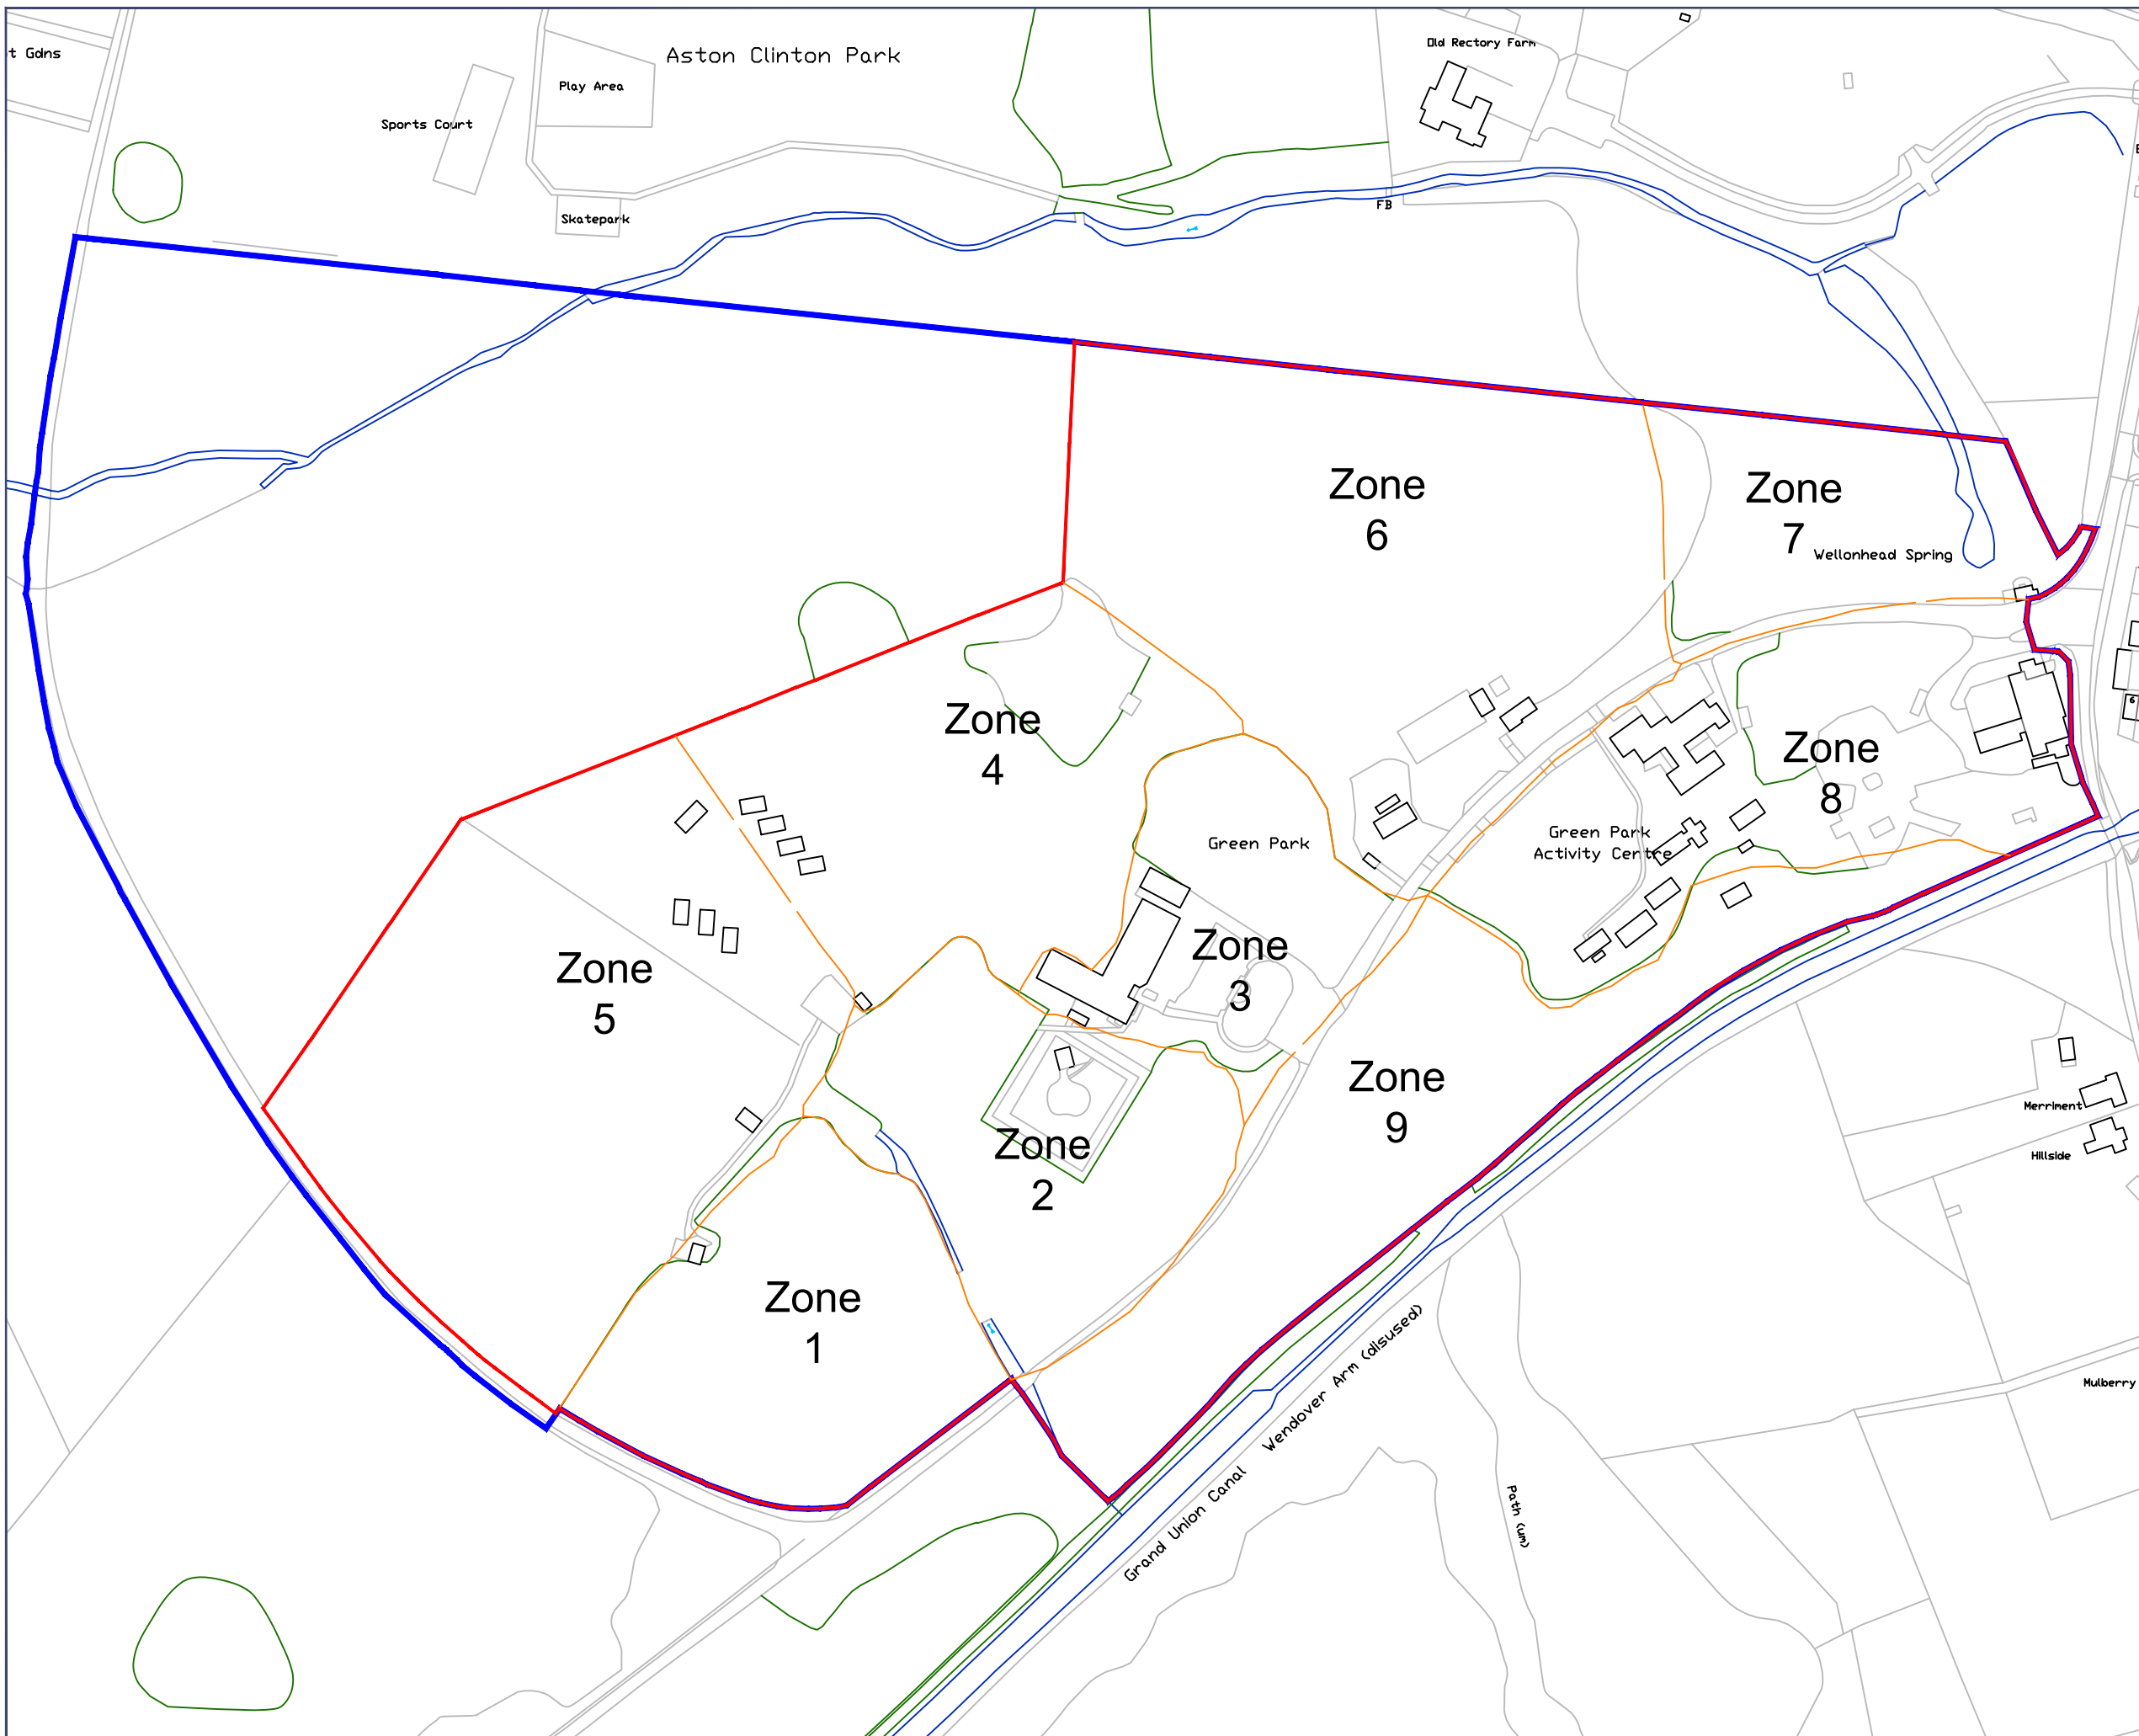 t Gdns
Aston Clinton Park
Old Rectory Farm
Play Area
Sports Court
Skatepark
FB
Zone
6
Zone
7
Wellonhead Spring
Zone
4
6
Zone
8
Green Park
Green Park
Activity Centre
Zone
3
Zone
5
Zone
9
Merriment
Zone
2
Hillside
Zone
1
Mulberry
Grand Union Canal
Wendover Arm (disused)
Path (um)